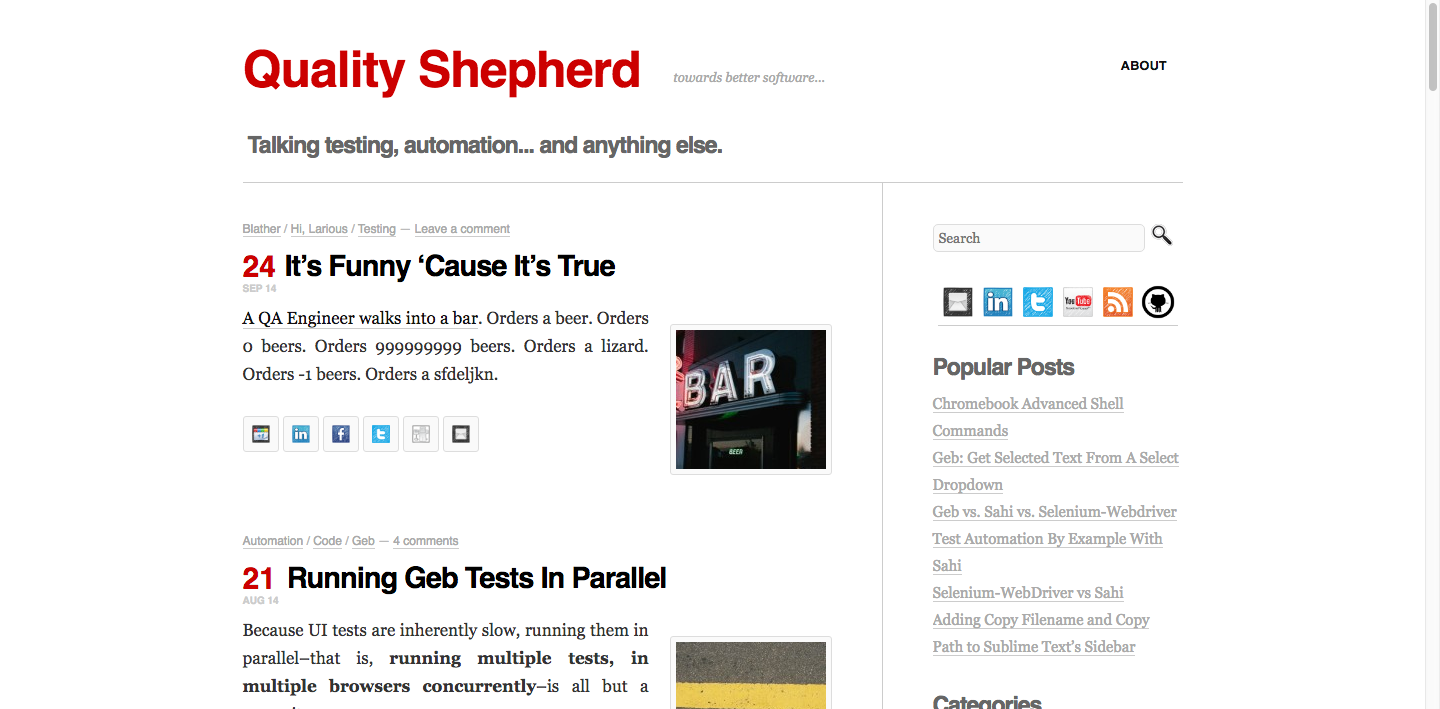 Quality Shepherd
towards better software...
ABOUT
Talking testing, automation... and anything else.
Blather / Hi, Larious / Testing — Leave a comment
24 It’s Funny ‘Cause It’s True
SEP 14
A QA Engineer walks into a bar. Orders a beer. Orders
0 beers. Orders 999999999 beers. Orders a lizard.
Orders -1 beers. Orders a sfdeljkn.
BAR
BEER
Automation / Code / Geb — 4 comments
21 Running Geb Tests In Parallel
AUG 14
Because UI tests are inherently slow, running them in
parallel–that is, running multiple tests, in
multiple browsers concurrently–is all but a
Search
in
You Tube
Popular Posts
Chromebook Advanced Shell
Commands
Geb: Get Selected Text From A Select
Dropdown
Geb vs. Sahi vs. Selenium-Webdriver
Test Automation By Example With
Sahi
Selenium-WebDriver vs Sahi
Adding Copy Filename and Copy
Path to Sublime Text's Sidebar
Categories